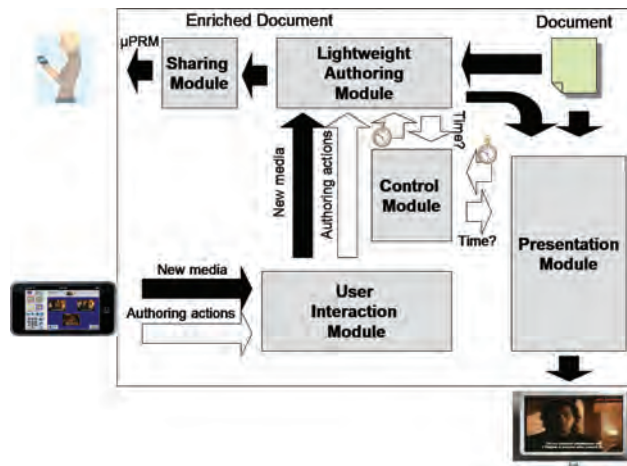 Enriched Document
Document
µPRM
Sharing
Module
Lightweight
Authoring
Module
Time?
New media
Authoring actions
Control
Module
Time?
Presentation
Module
New media
Authoring actions
User
Interaction
Module